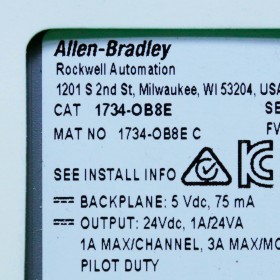 Allen-Bradley
Rockwell Automation
1201 S 2nd St, Milwaukee, WI 53204, USA
CAT 1734-OB8E SE
MAT NO 1734-OB8E C FW
SEE INSTALL INFO
BACKPLANE: 5 Vdc, 75 mA
OUTPUT: 24Vdc, 1A/24VA
1A MAX/CHANNEL, 3A MAX/MO
PILOT DUTY